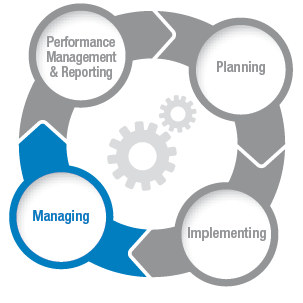 Performance
Management
& Reporting
Planning
Managing
Implementing